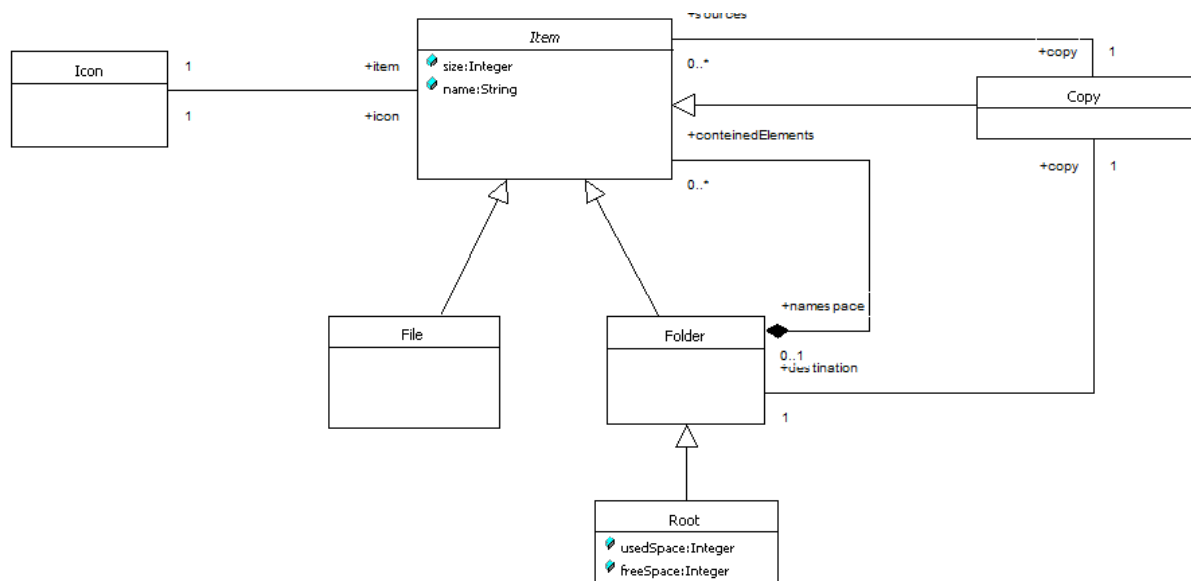 +sources
Item
+copy
1
Icon
1
+item
size:Integer
0..*
name:String
Copy
1
+icon
+conteinedElements
+copy
1
0..*
+namespace
File
Folder
0..1
+destination
1
Root
usedSpace:Integer
freeSpace:Integer